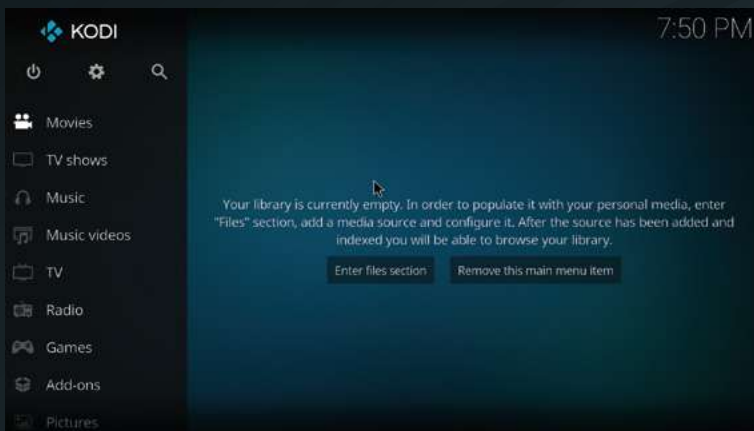 KODI
7:50 PM
Movies
TV shows
Music
Music videos
TV
Radio
Games
Add-ons
Pictures
Your library is currently empty. In order to populate it with your personal media, enter
"Files" section, add a media source and configure it. After the source has been added and
indexed you will be able to browse your library.
Enter files section
Remove this main menu item